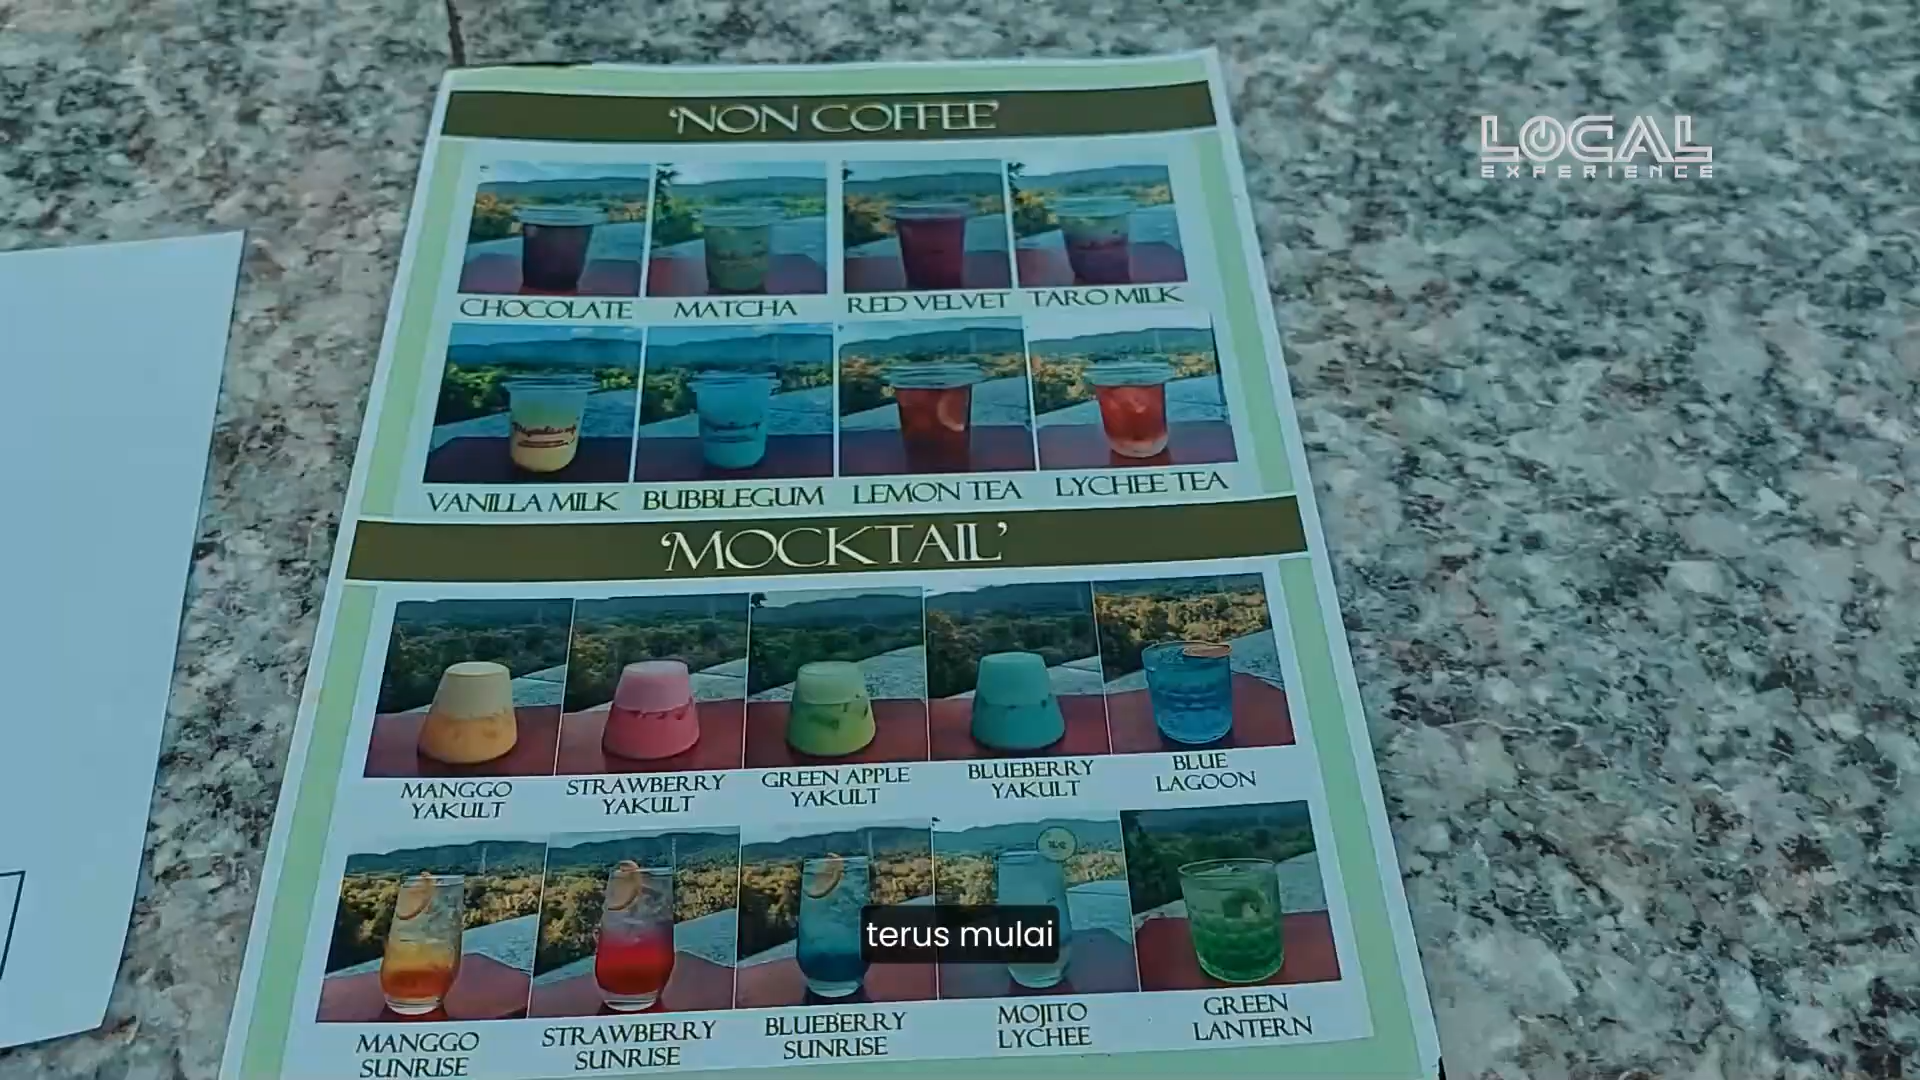 'NON COFFEE'
LOCAL
EXPERIENCE
CHOCOLATE MATCHA RED VELVET TARO MILK
VANILLA MILK BUBBLEGUM LEMON TEA LYCHEE TEA
'MOCKTAIL'
MANGGO
YAKULT
STRAWBERRY
YAKULT
GREEN APPLE
YAKULT
BLUEBERRY
YAKULT
BLUE
LAGOON
MANGGO
SUNRISE
STRAWBERRY
SUNRISE
BLUEBERRY
SUNRISE
MOJITO
LYCHEE
GREEN
LANTERN
terus mulai